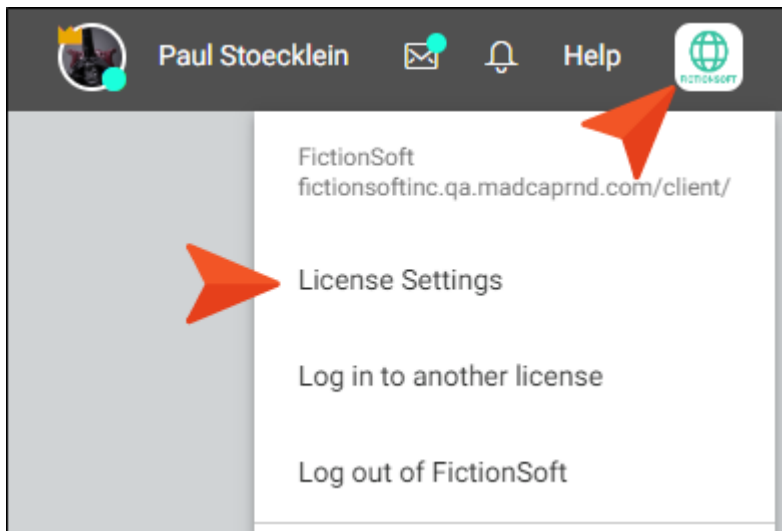 Paul Stoecklein
Help
FICTIONSOFT
FictionSoft
fictionsoftinc.qa.madcaprnd.com/client/
License Settings
Log in to another license
Log out of FictionSoft